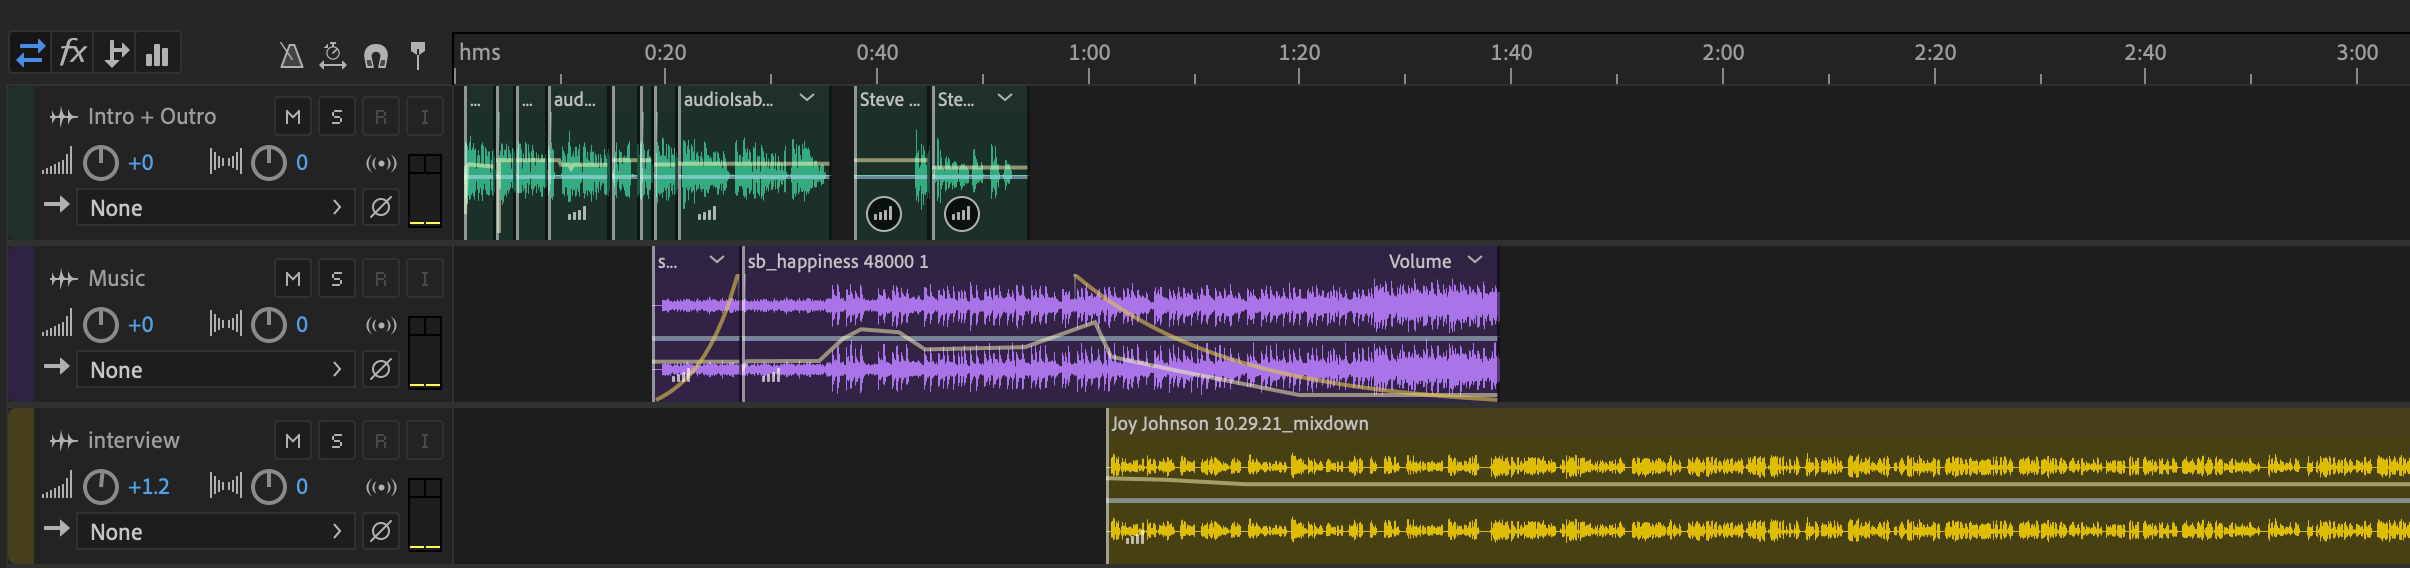 fx hms 0:20 0:40 1:00 1:20 1:40 2:00 2:20 2:40 3:00
Intro + Outro M S R I
+0 0
None
... ... aud... audioIsab... Steve ... Ste...
Music M S R I
+0 0
None
s... sb_happiness 48000 1 Volume
interview M S R I
+1.2 0
None
Joy Johnson 10.29.21_mixdown